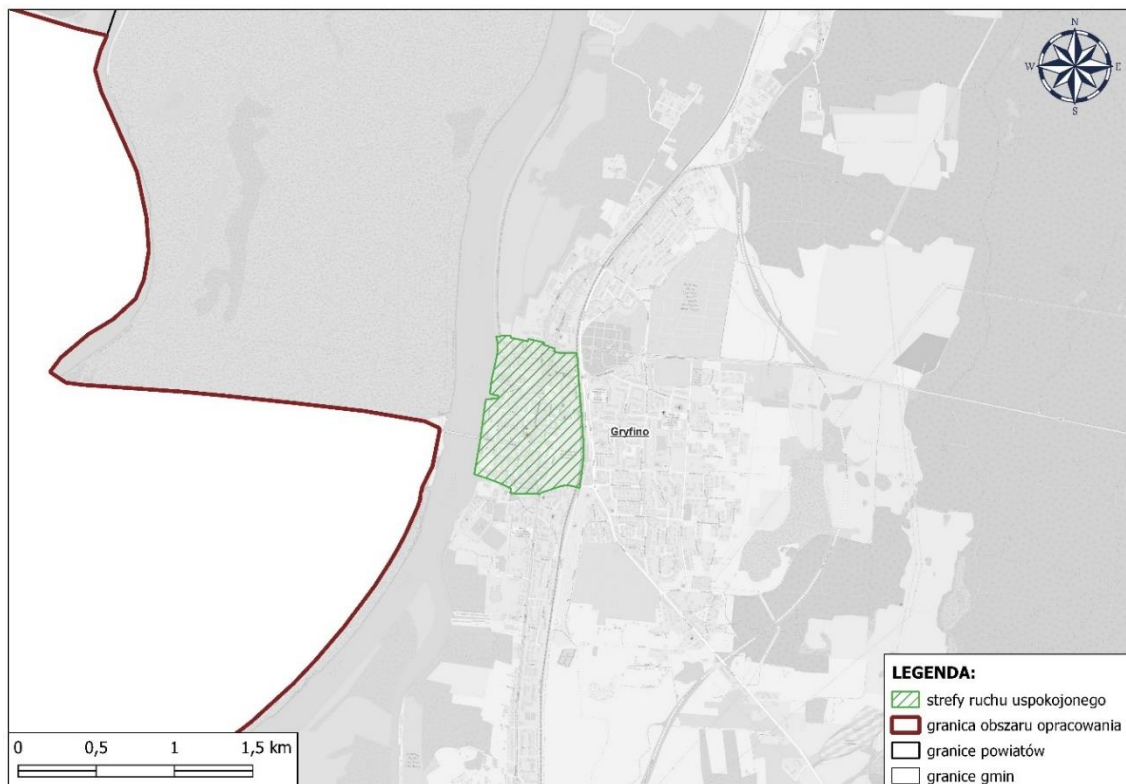 N
W E
S
Gryfino
LEGENDA:
strefy ruchu uspokojonego
granica obszaru opracowania
granice powiatów
granice gmin
0 0,5 1 1,5 km